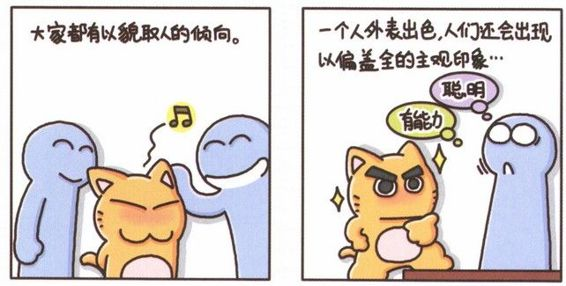 大家都有以貌取人的倾向。
一个人外表出色,人们还会出现
以偏盖全的主观印象…
聪明
有能力